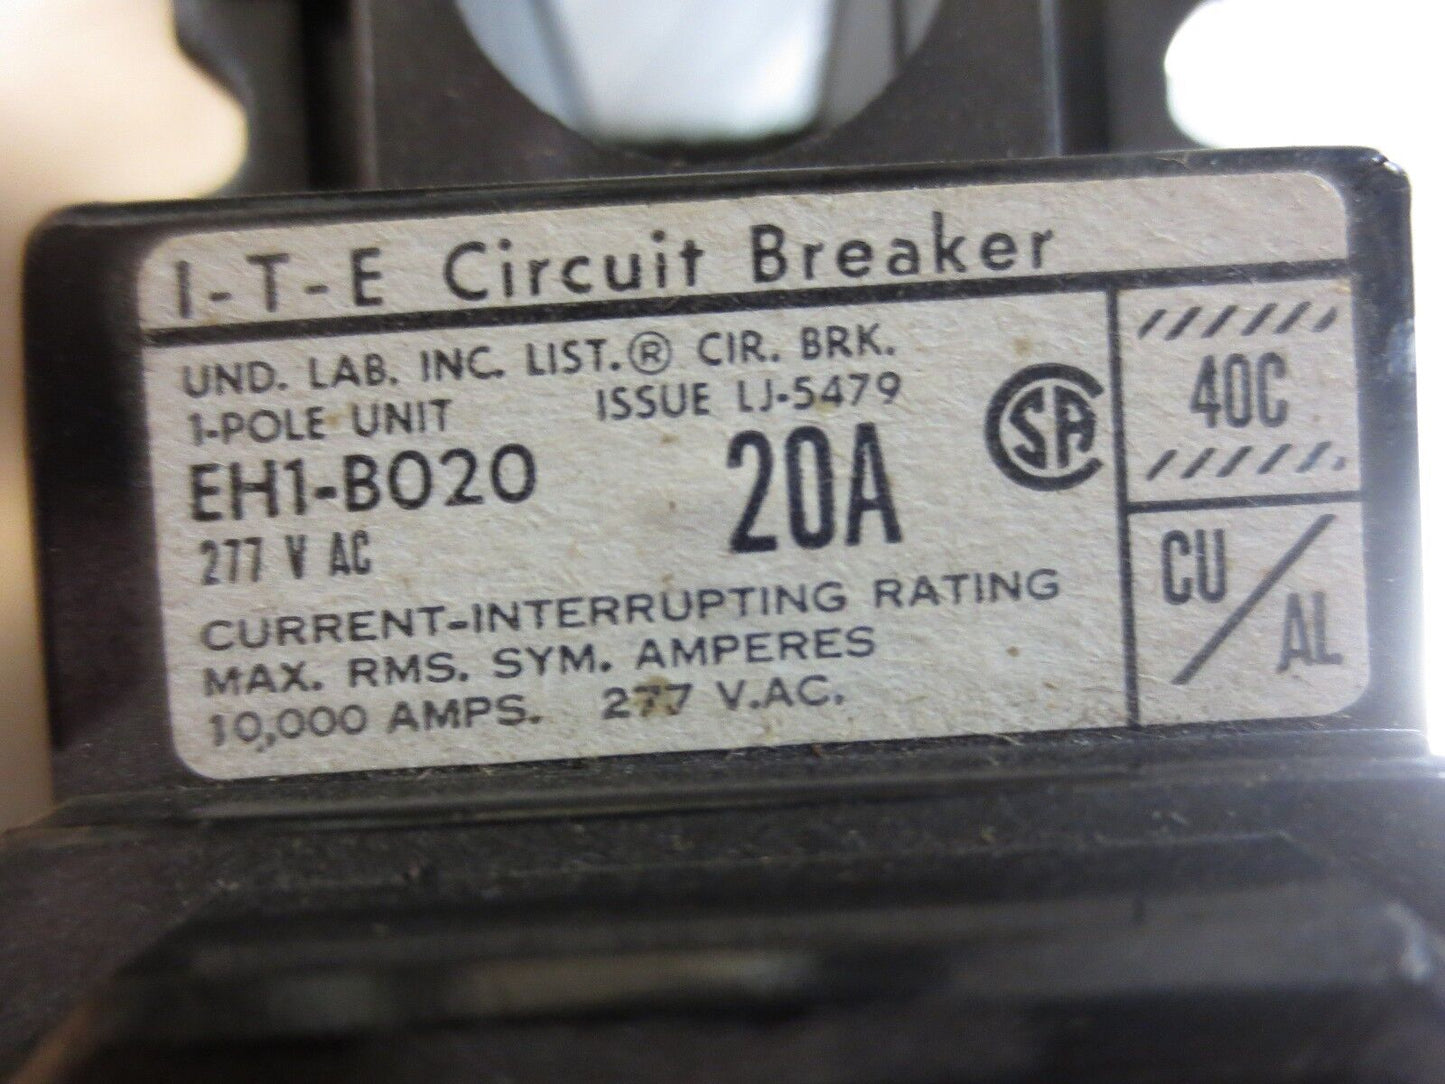 I-T-E Circuit Breaker
UND. LAB. INC. LIST.® CIR. BRK.
1-POLE UNIT ISSUE LJ-5479
EH1-B020 20A
277 V AC
CURRENT-INTERRUPTING RATING
MAX. RMS. SYM. AMPERES
10,000 AMPS. 277 V.AC.
SA
40C
CU/AL